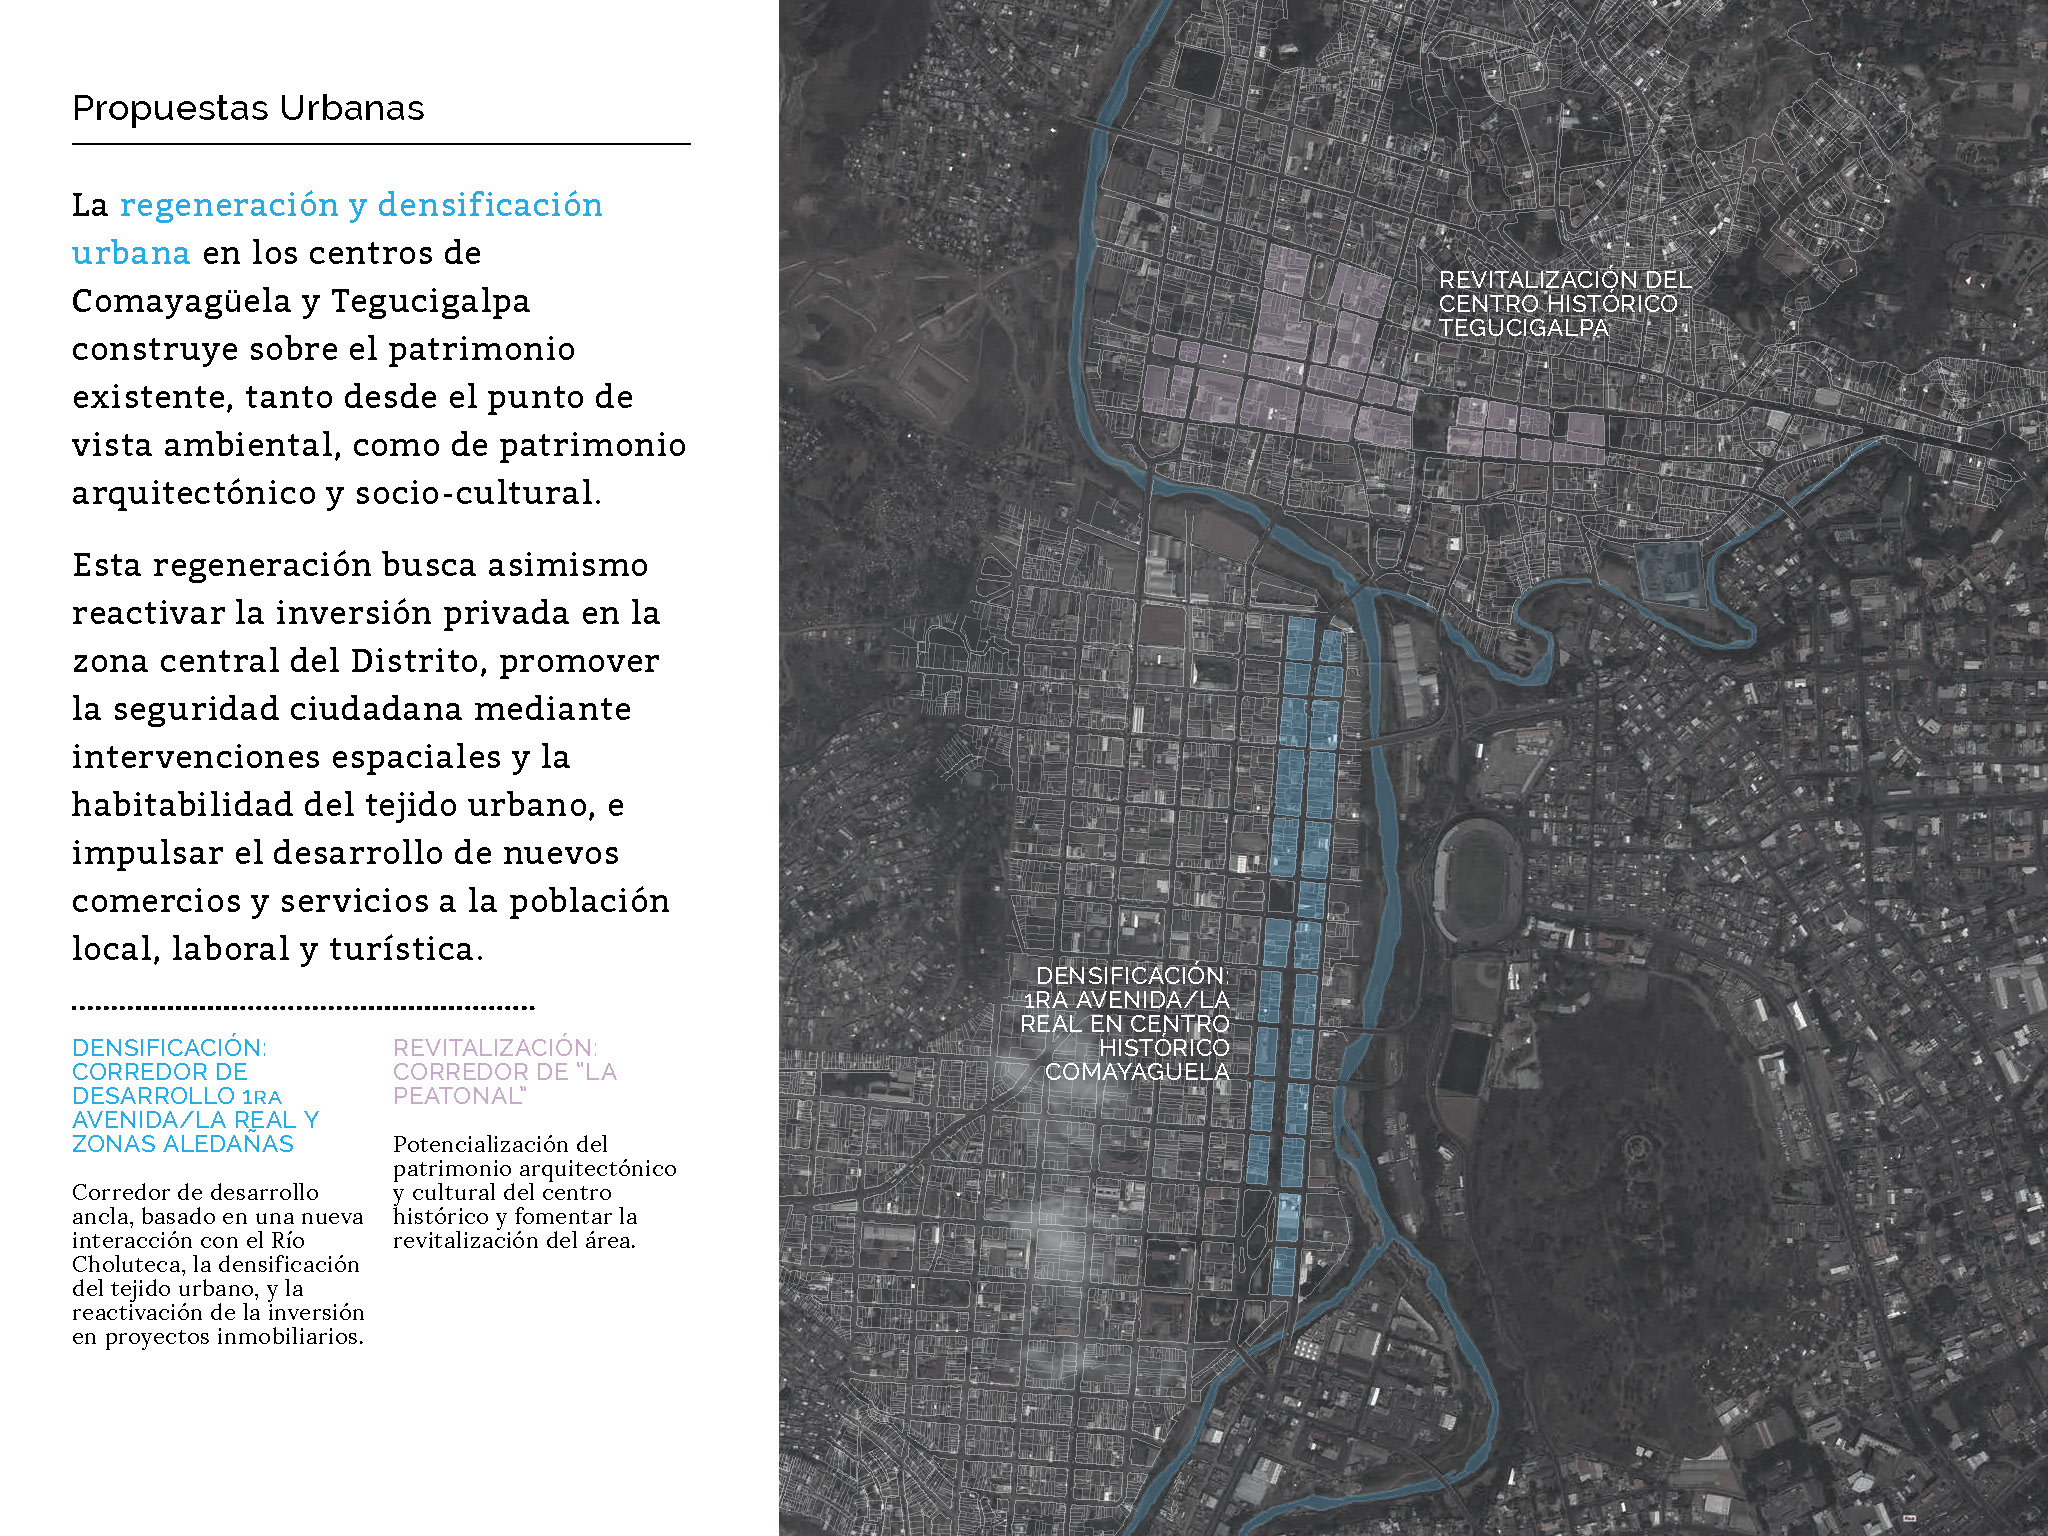 Propuestas Urbanas
La regeneración y densificación
urbana en los centros de
Comayagüela y Tegucigalpa
construye sobre el patrimonio
existente, tanto desde el punto de
vista ambiental, como de patrimonio
arquitectónico y socio-cultural.
Esta regeneración busca asimismo
reactivar la inversión privada en la
zona central del Distrito, promover
la seguridad ciudadana mediante
intervenciones espaciales y la
habitabilidad del tejido urbano, e
impulsar el desarrollo de nuevos
comercios y servicios a la población
local, laboral y turística.
DENSIFICACIÓN:
CORREDOR DE
DESARROLLO 1RA
AVENIDA/LA REAL Y
ZONAS ALEDAÑAS
Corredor de desarrollo
ancla, basado en una nueva
interacción con el Río
Choluteca, la densificación
del tejido urbano, y la
reactivación de la inversión
en proyectos inmobiliarios.
REVITALIZACIÓN:
CORREDOR DE “LA
PEATONAL”
Potencialización del
patrimonio arquitectónico
y cultural del centro
histórico y fomentar la
revitalización del área.
REVITALIZACIÓN DEL
CENTRO HISTÓRICO
TEGUCIGALPA
DENSIFICACIÓN:
1RA AVENIDA/LA
REAL EN CENTRO
HISTÓRICO
COMAYAGUELA